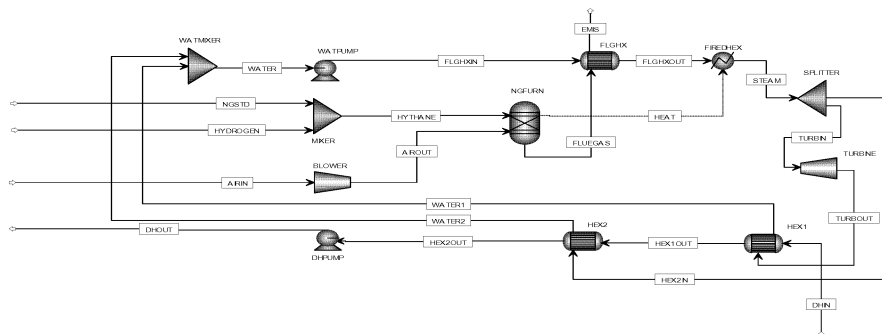 EMIS
WATMIXER
WATPUMP
FLGHX
FIREDHEX
WATER
FLGHXIN
FLGHXOUT
SPLITTER
STEAM
NGSTD
NGFURN
HYTHANE
HEAT
HYDROGEN
MIXER
AIROUT
FLUEGAS
TURBIN
BLOWER
TURBINE
AIRIN
WATER1
TURBOUT
WATER2
HEX2
HEX1
DHOUT
HEX2OUT
HEX1OUT
DHPUMP
HEX2IN
DHIN